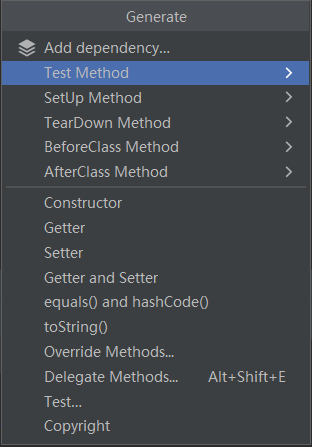 Generate
Add dependency...
Test Method
SetUp Method
TearDown Method
BeforeClass Method
AfterClass Method
Constructor
Getter
Setter
Getter and Setter
equals() and hashCode()
toString()
Override Methods...
Delegate Methods... Alt+Shift+E
Test...
Copyright